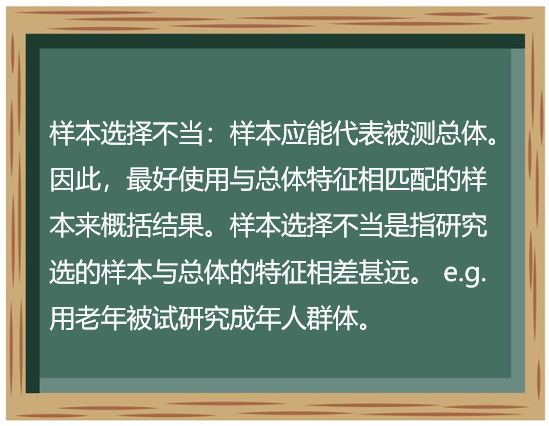 样本选择不当：样本应能代表被测总体。
因此，最好使用与总体特征相匹配的样
本来概括结果。样本选择不当是指研究
选的样本与总体的特征相差甚远。 e.g.
用老年被试研究成年人群体。